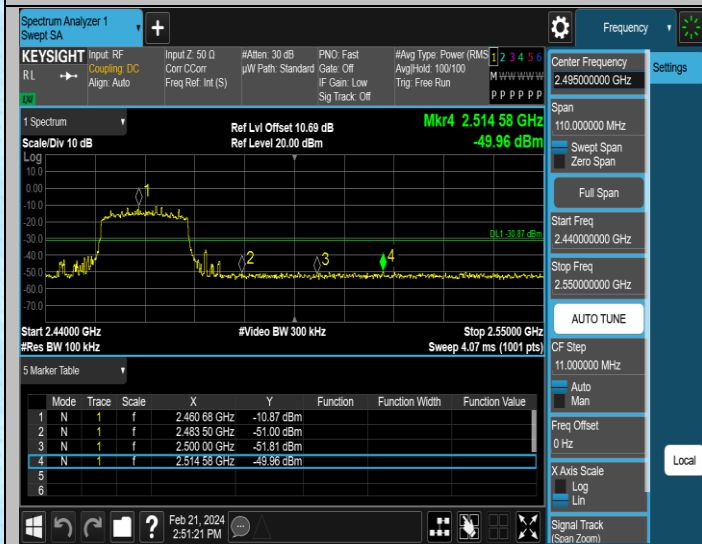 Spectrum Analyzer 1
Swept SA
Frequency
KEYSIGHT
RL
LNI
Input: RF
Coupling: DC
Align: Auto
Input Z: 50 Ω
Corr CCorr
Freq Ref: Int (S)
#Atten: 30 dB
µW Path: Standard
PNO: Fast
Gate: Off
IF Gain: Low
Sig Track: Off
#Avg Type: Power (RMS
Avg|Hold: 100/100
Trig: Free Run
1 2 3 4 5 6
M W W W W W
P P P P P P
1 Spectrum
Scale/Div 10 dB
Ref Lvl Offset 10.69 dB
Ref Level 20.00 dBm
Mkr4 2.514 58 GHz
-49.96 dBm
Log
10.0
0.00
-10.0
-20.0
-30.0
-40.0
-50.0
-60.0
-70.0
1
2
3
4
DL1 -30.87 dBm
Start 2.44000 GHz
#Res BW 100 kHz
#Video BW 300 kHz
Stop 2.55000 GHz
Sweep 4.07 ms (1001 pts)
5 Marker Table
Mode Trace Scale X Y Function Function Width Function Value
1 N 1 f 2.460 68 GHz -10.87 dBm
2 N 1 f 2.483 50 GHz -51.00 dBm
3 N 1 f 2.500 00 GHz -51.81 dBm
4 N 1 f 2.514 58 GHz -49.96 dBm
5
6
Feb 21, 2024
2:51:21 PM
Center Frequency
2.495000000 GHz
Span
110.000000 MHz
Swept Span
Zero Span
Full Span
Start Freq
2.440000000 GHz
Stop Freq
2.550000000 GHz
AUTO TUNE
CF Step
11.000000 MHz
Auto
Man
Freq Offset
0 Hz
X Axis Scale
Log
Lin
Signal Track
(Span Zoom)
Settings
Local